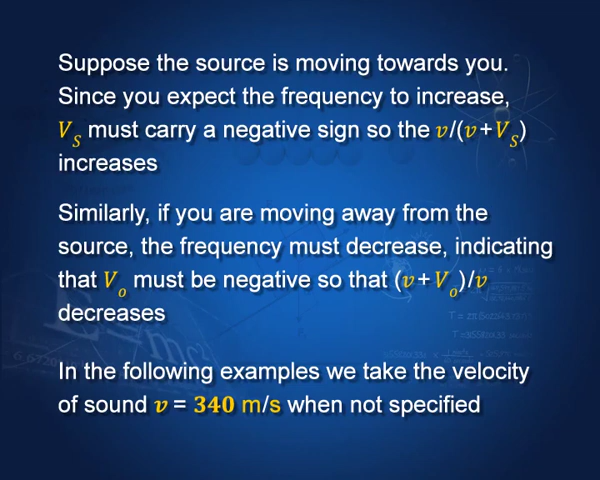 Suppose the source is moving towards you.
Since you expect the frequency to increase,
V_S must carry a negative sign so the v/(v+V_S)
increases
Similarly, if you are moving away from the
source, the frequency must decrease, indicating
that V_o must be negative so that (v+V_o)/v
decreases
In the following examples we take the velocity
of sound v = 340 m/s when not specified